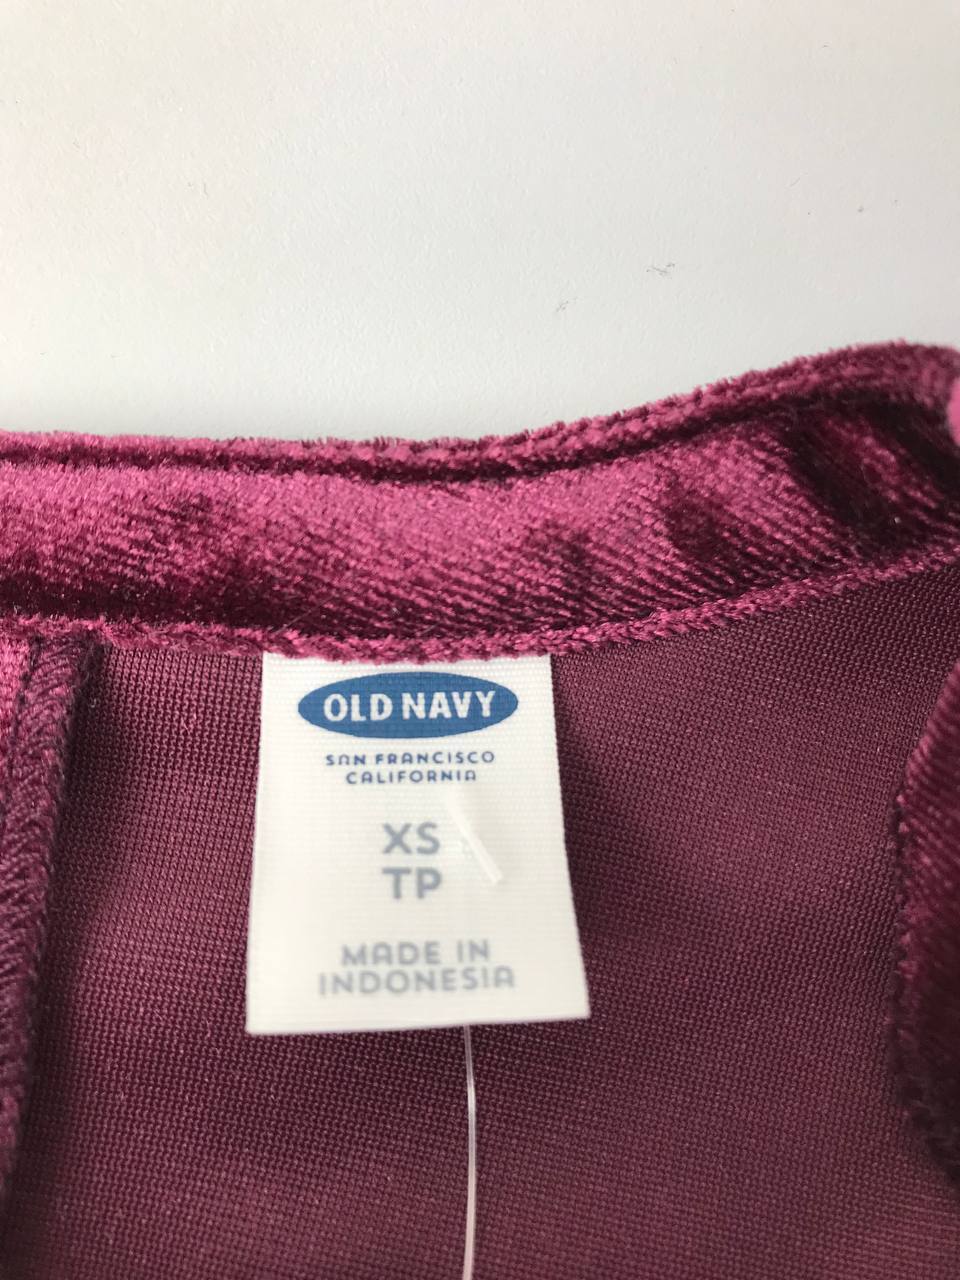 OLD NAVY
SAN FRANCISCO
CALIFORNIA
XS
TP
MADE IN
INDONESIA